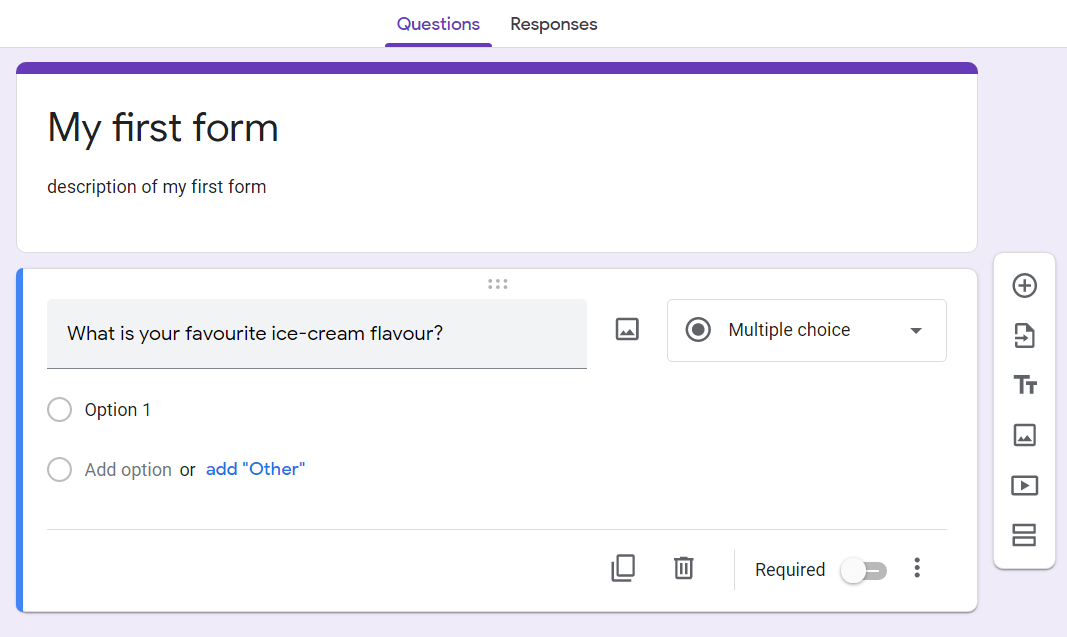 Questions Responses
My first form
description of my first form
What is your favourite ice-cream flavour?
Multiple choice
Option 1
Add option or add "Other"
Required
Tt